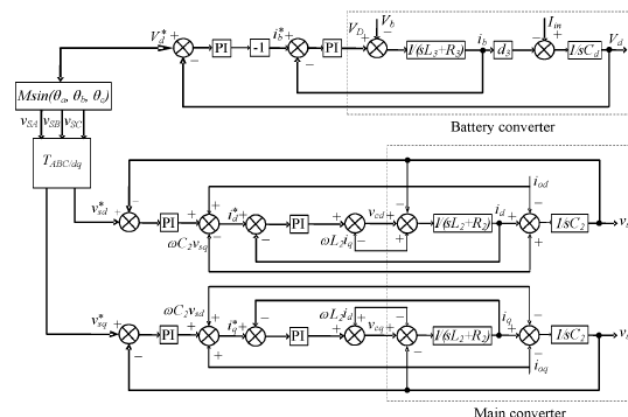 V_d^* + − PI -1 i_b^* + − PI V_D + V_b − 1/(sL_3+R_3) i_b d_3 + I_in − 1/sC_d V_d
Msin(θ_a, θ_b, θ_c)
v_SA v_SB v_SC
Battery converter
T_ABC/dq
v_sd^* + − PI + + − i_d^* + − PI + v_cd + − + 1/(sL_2+R_2) i_d i_od + − + 1/sC_2
ωC_2v_sq ωL_2i_q −
ωC_2v_sd ωL_2i_d
v_sq^* + − PI + + + i_q^* + − PI + + v_cq + − − 1/(sL_2+R_2) i_q + − − 1/sC_2
i_oq
Main converter